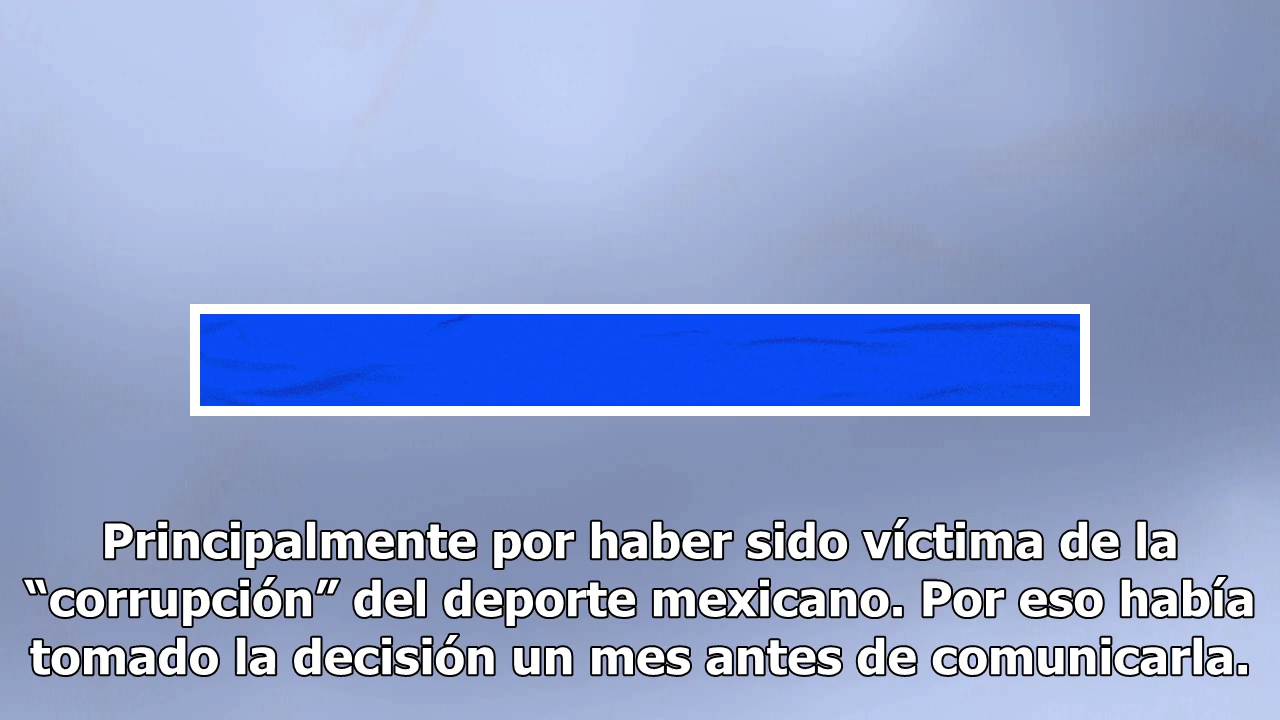 Principalmente por haber sido víctima de la
“corrupción” del deporte mexicano. Por eso había
tomado la decisión un mes antes de comunicarla.